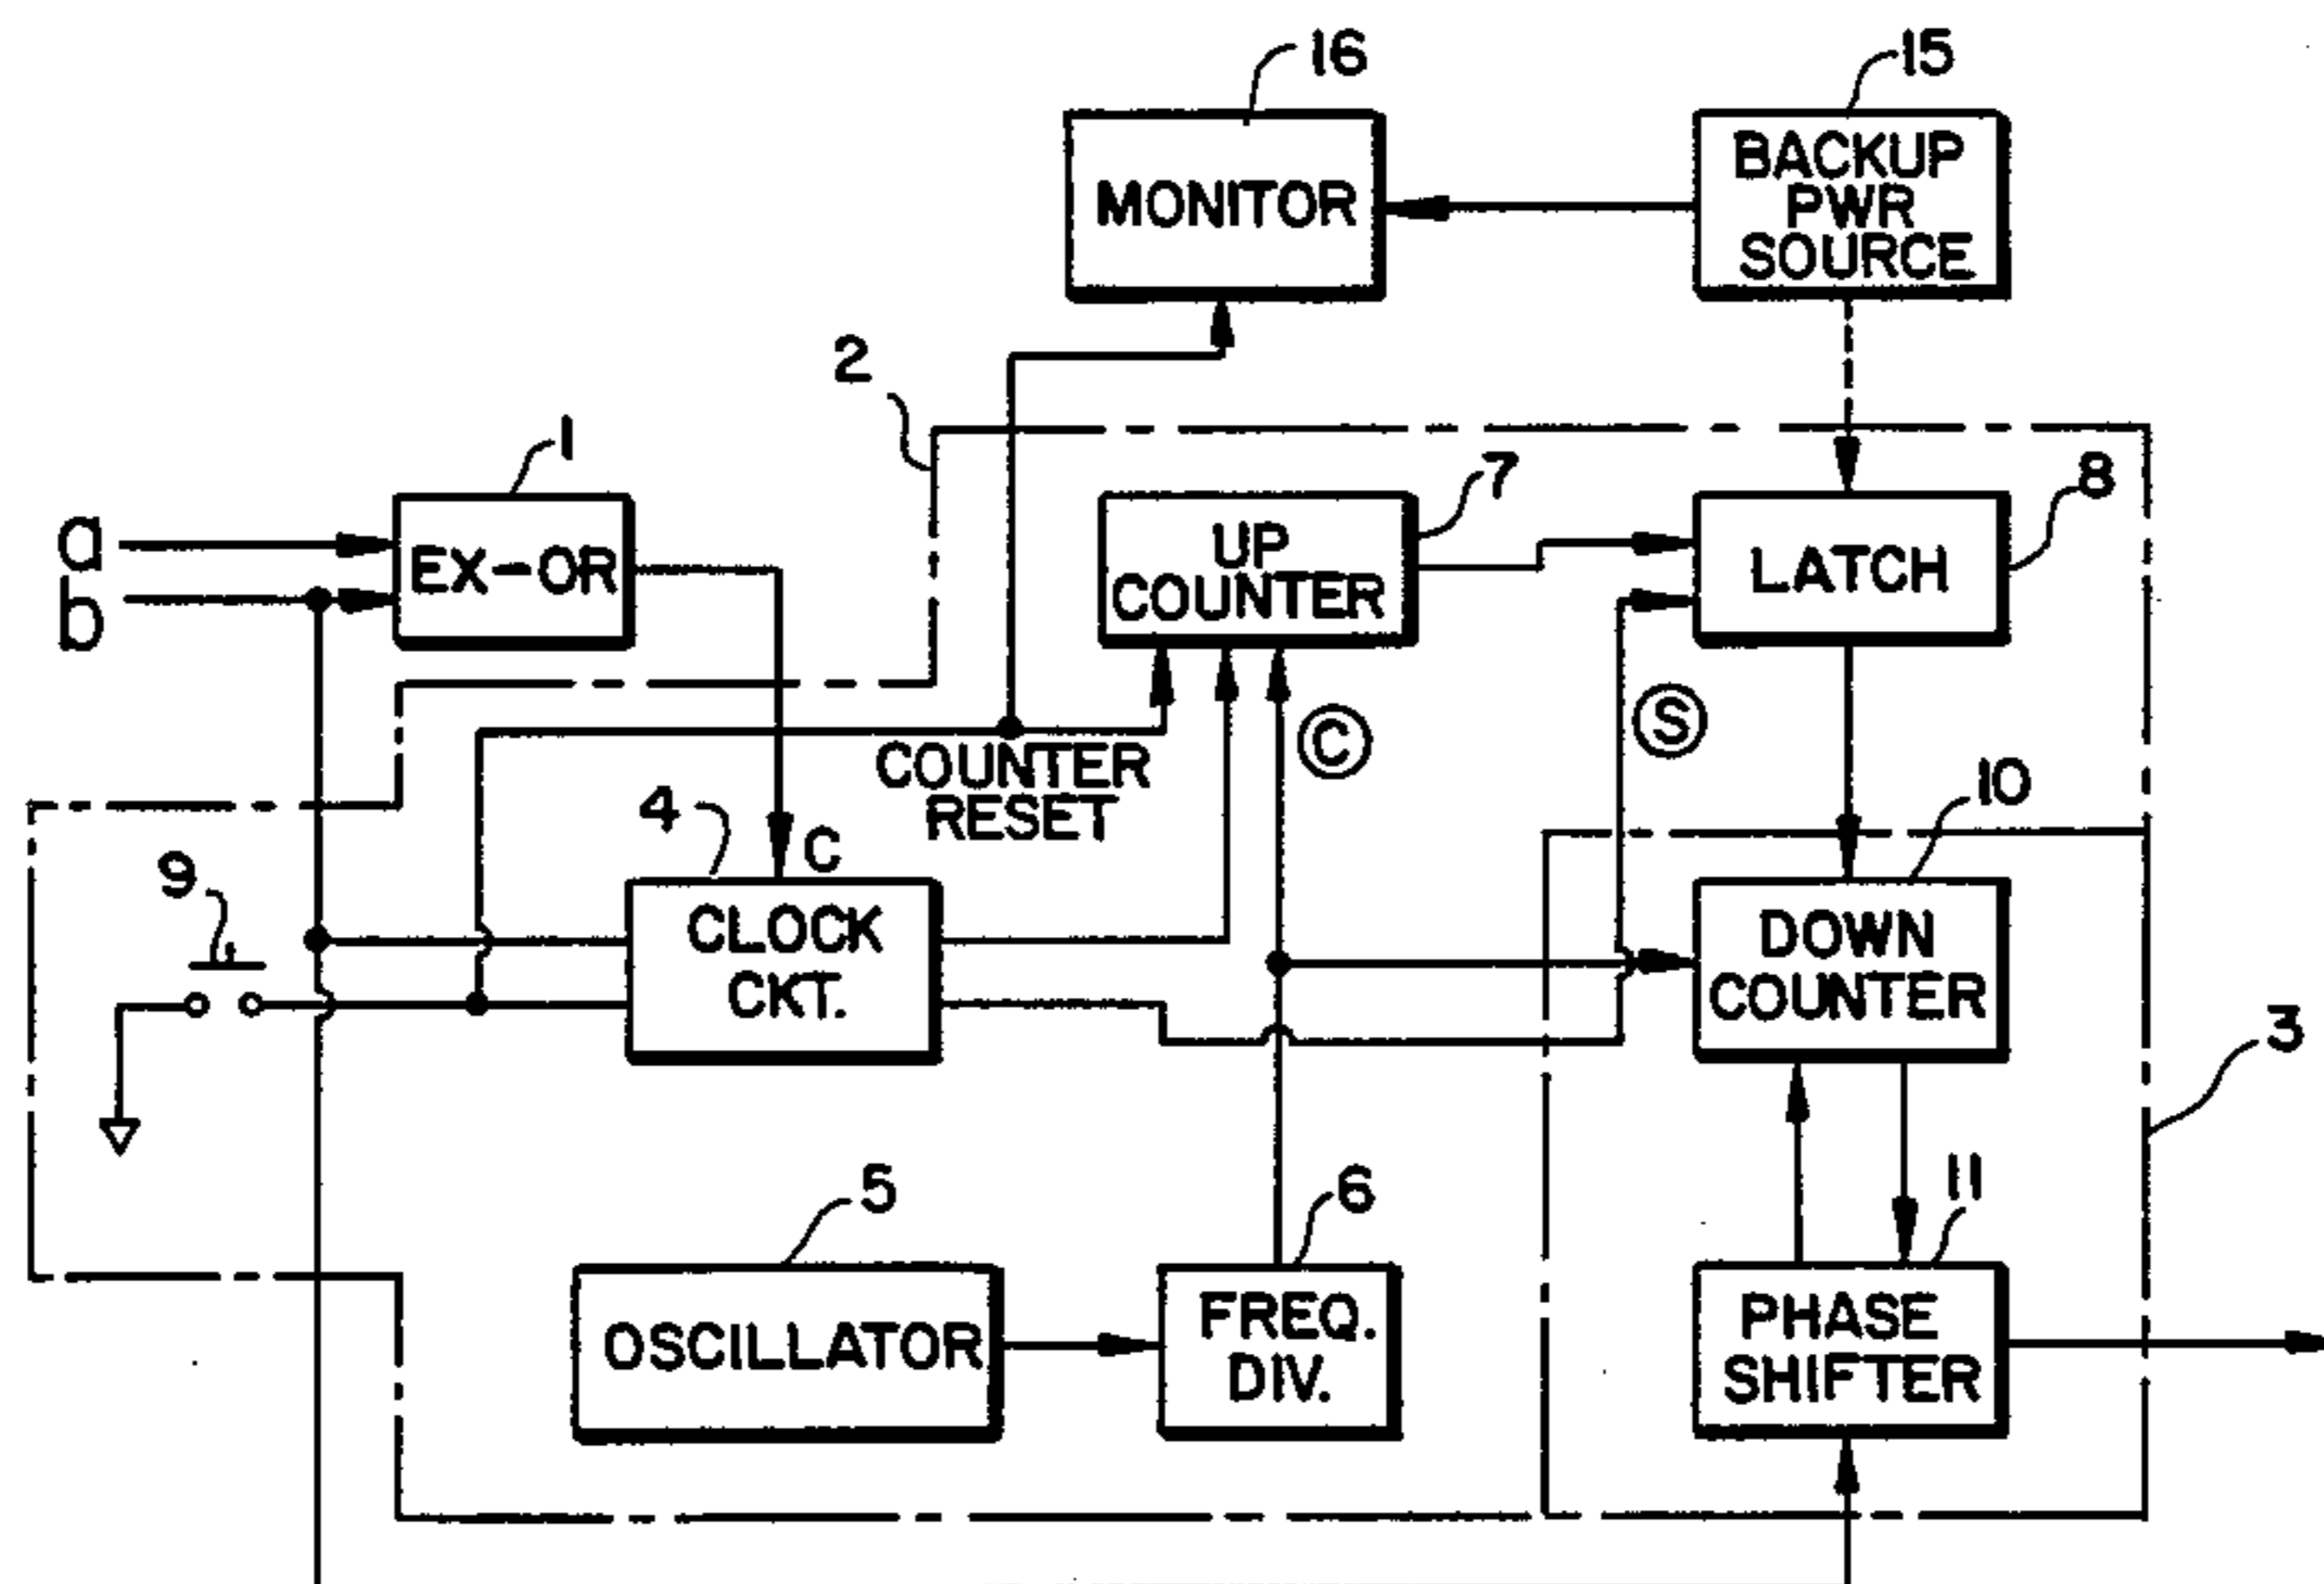 16
15
MONITOR
BACKUP
PWR
SOURCE
2
1
7
8
a
b
EX-OR
UP
COUNTER
LATCH
C
S
COUNTER
RESET
10
4
C
9
CLOCK
CKT.
DOWN
COUNTER
3
5
6
11
OSCILLATOR
FREQ.
DIV.
PHASE
SHIFTER